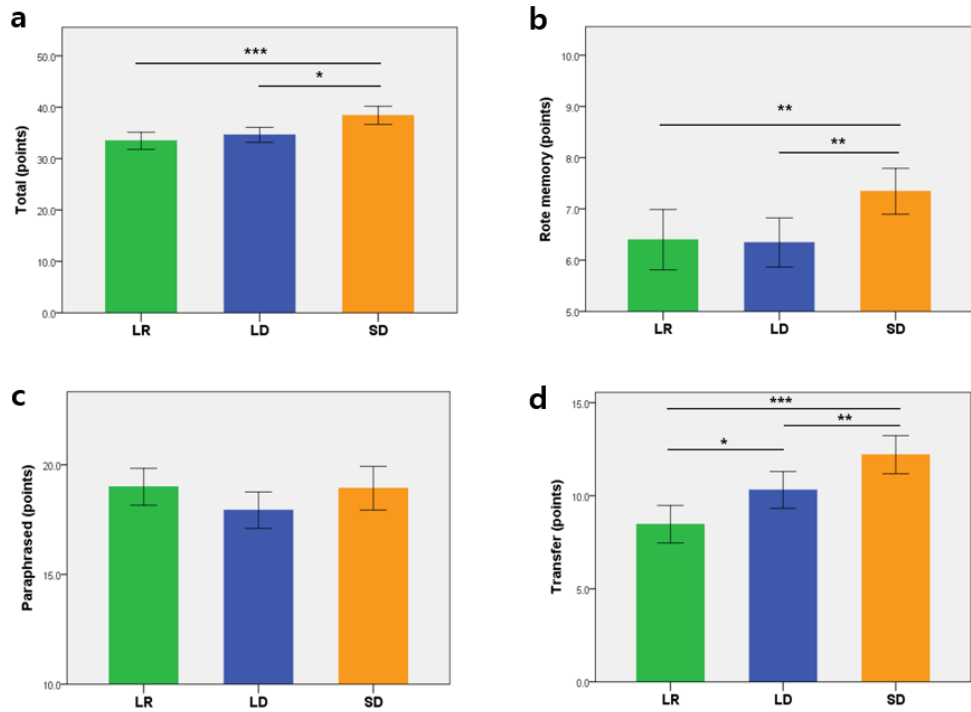 a
Total (points)
50.0
40.0
30.0
20.0
10.0
0.0
***
*
LR LD SD
b
Rote memory (points)
10.0
9.0
8.0
7.0
6.0
5.0
**
**
LR LD SD
c
Paraphrased (points)
20.0
15.0
10.0
LR LD SD
d
Transfer (points)
15.0
10.0
5.0
0.0
***
**
*
LR LD SD